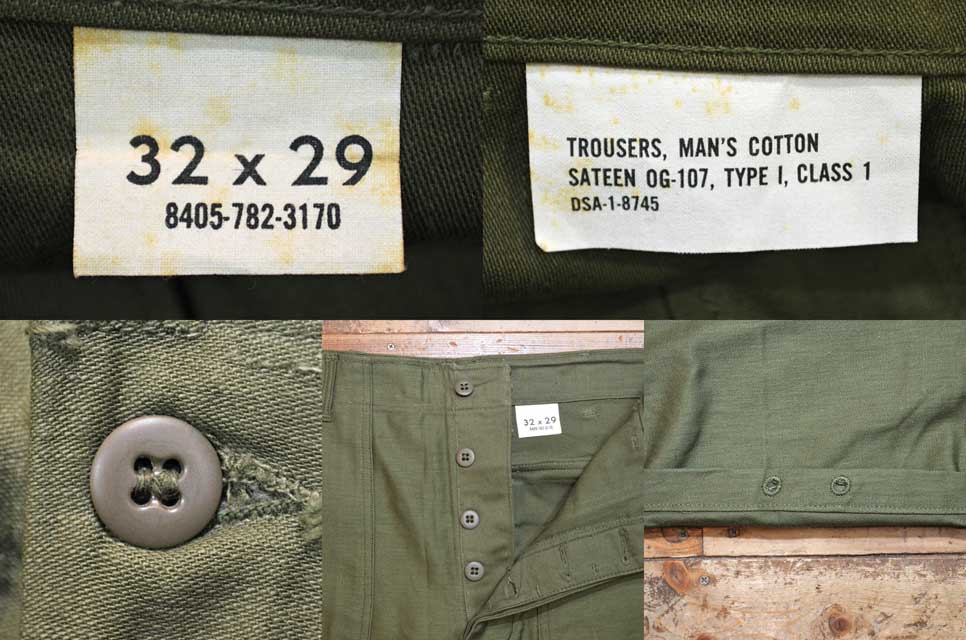 32 x 29
8405-782-3170
TROUSERS, MAN'S COTTON
SATEEN OG-107, TYPE I, CLASS 1
DSA-1-8745
32 x 29